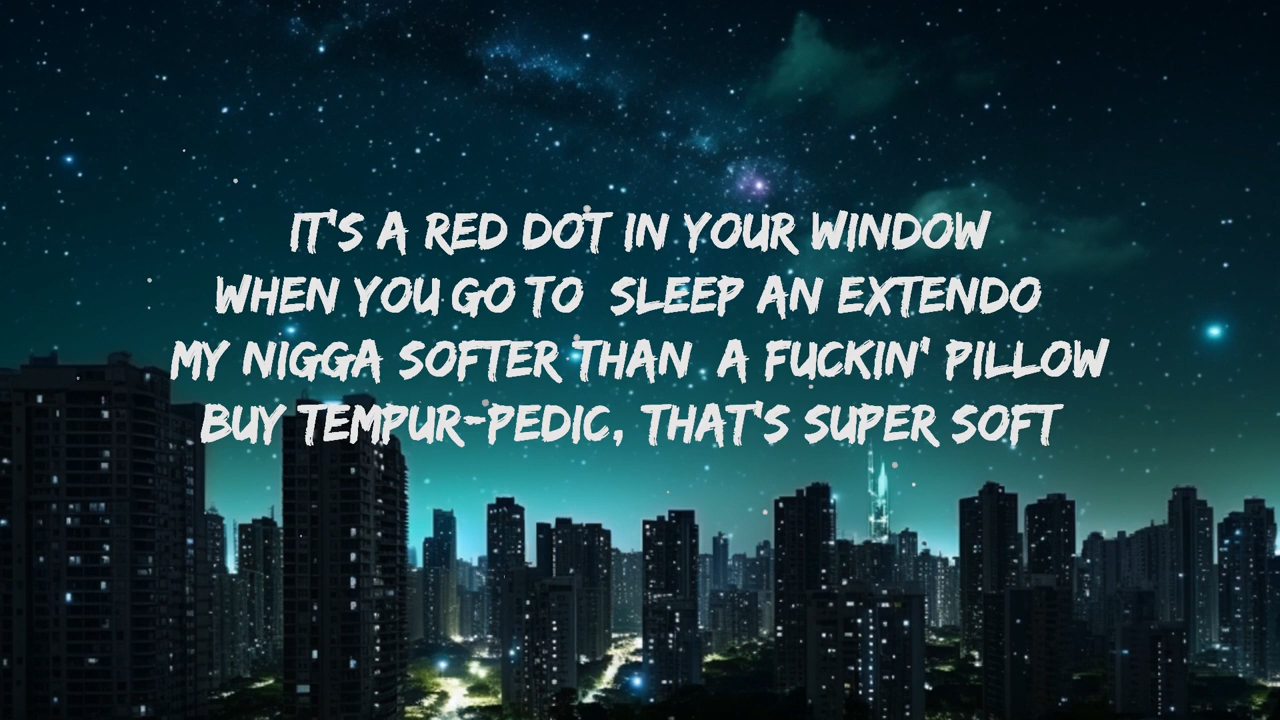 IT'S A RED DOT IN YOUR WINDOW
WHEN YOU GO TO SLEEP AN EXTENDO
MY NIGGA SOFTER THAN A FUCKIN' PILLOW
BUY TEMPUR-PEDIC, THAT'S SUPER SOFT